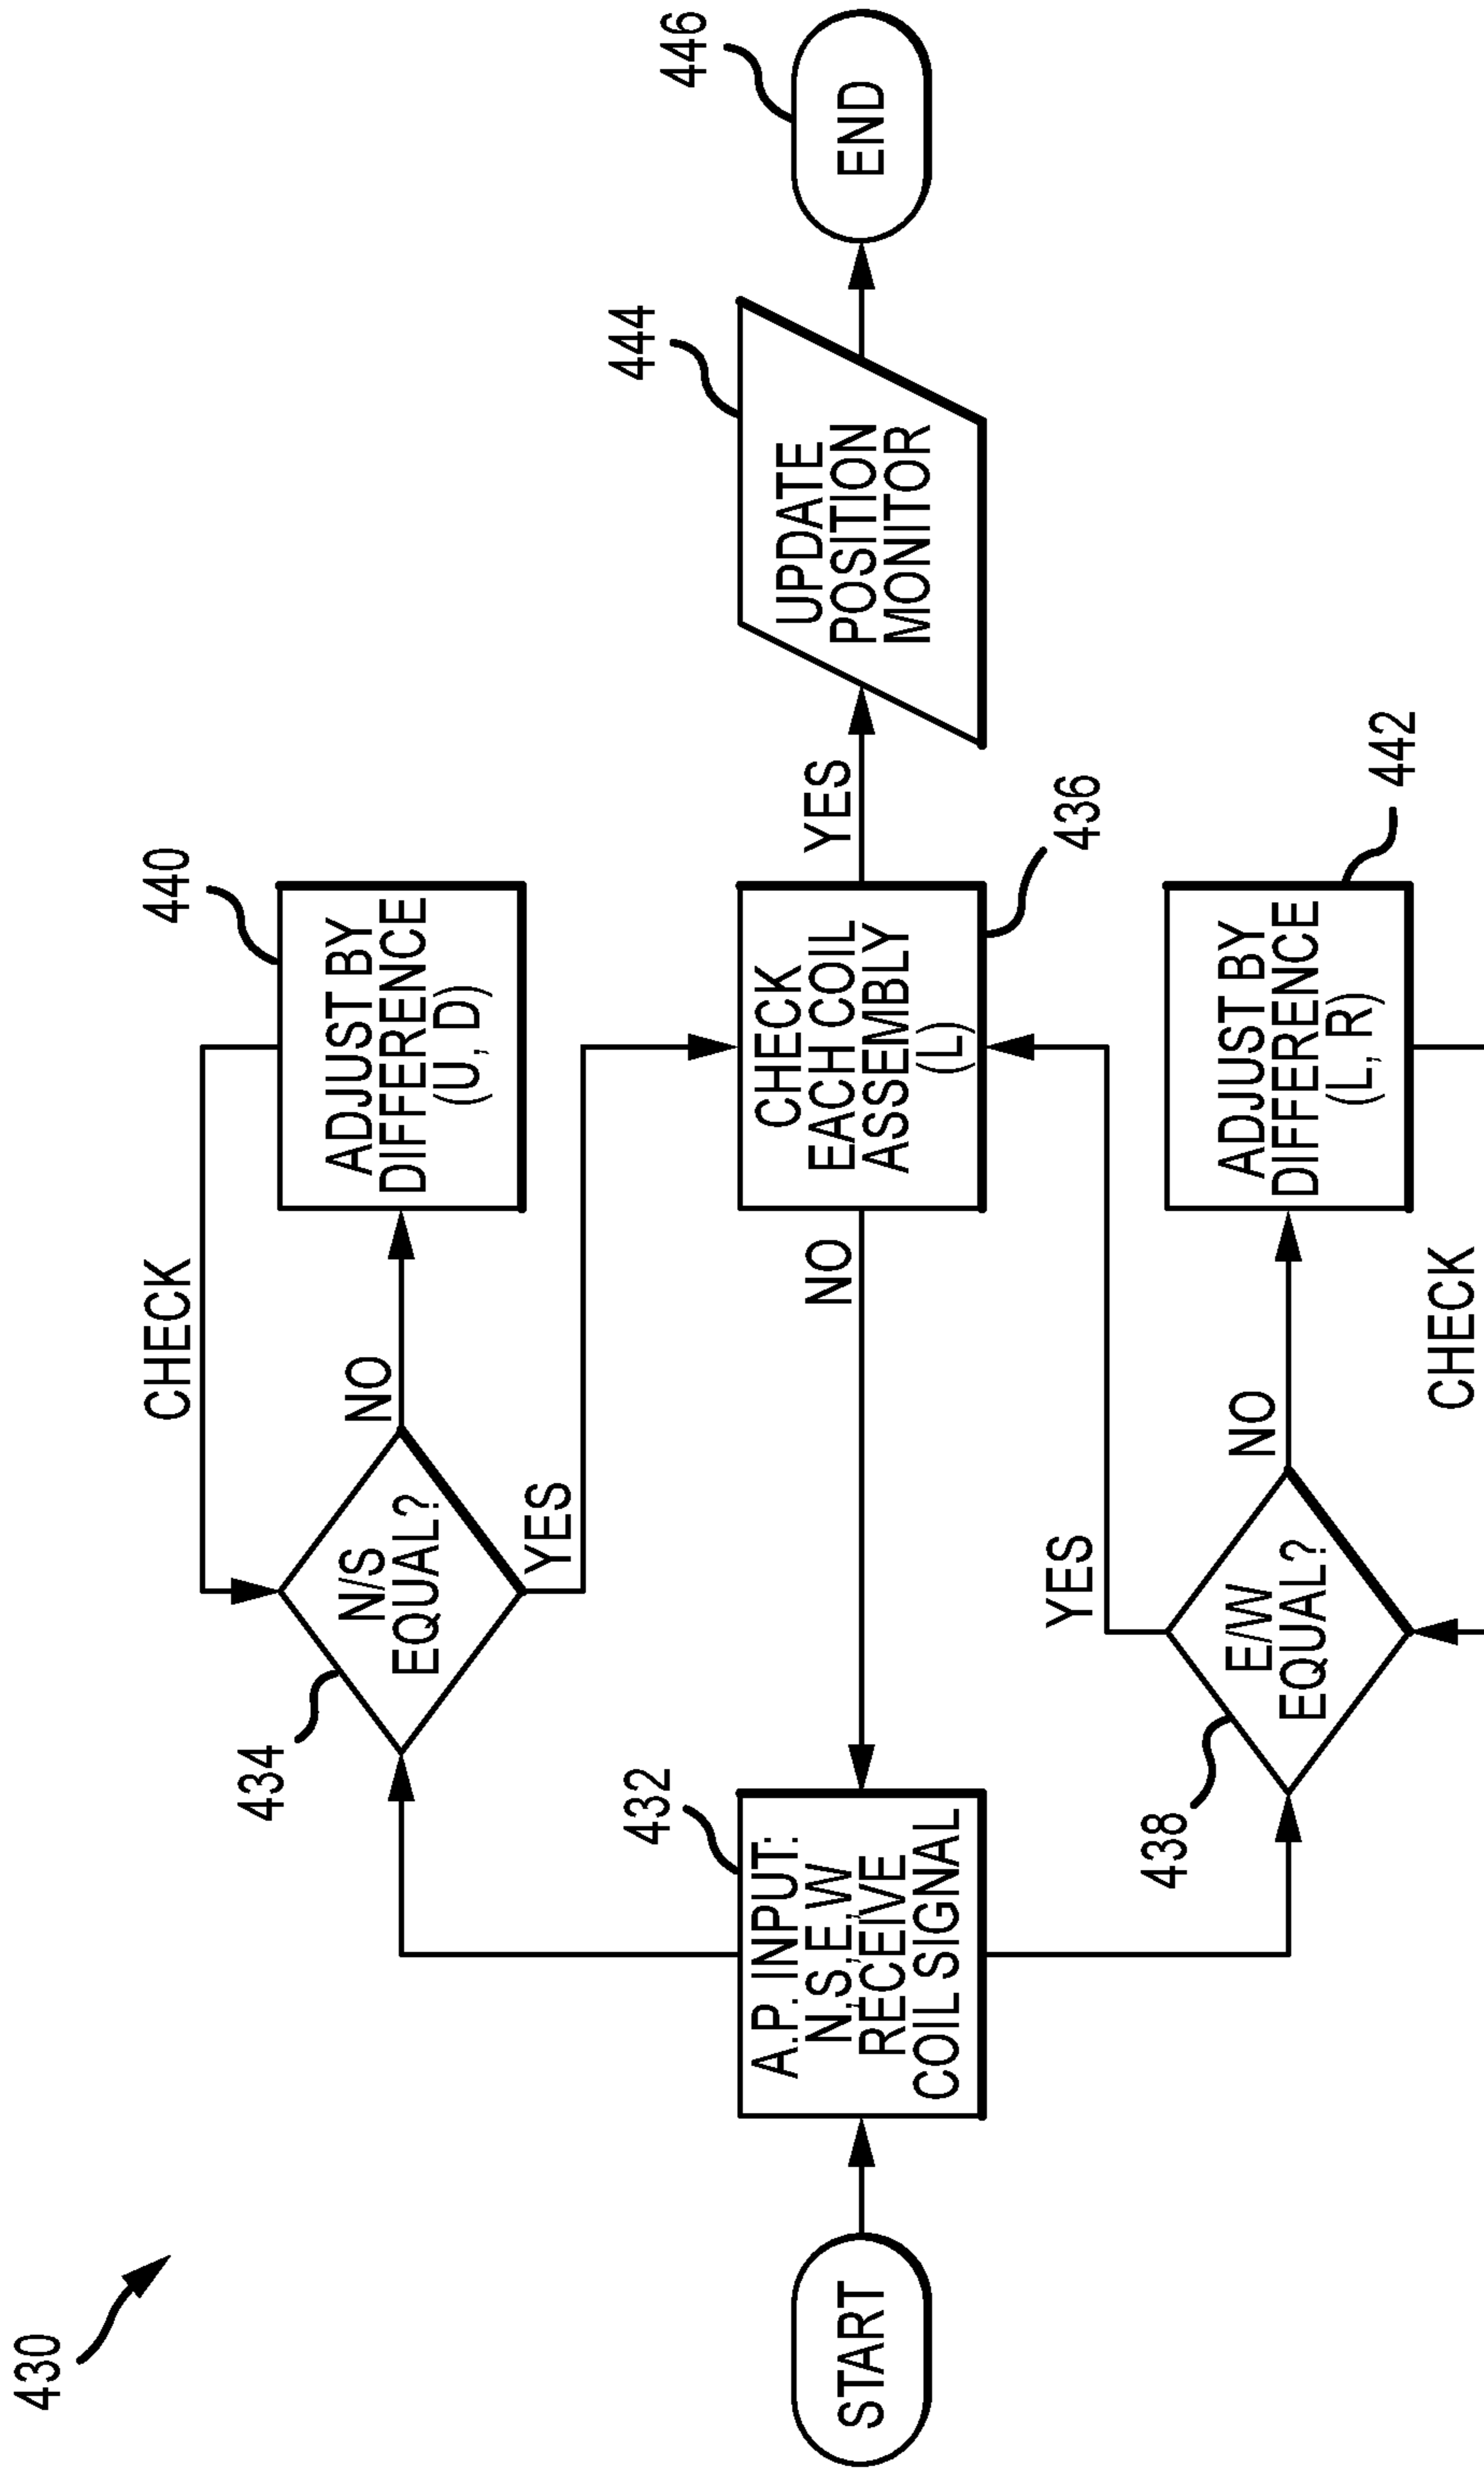 430
START
432
A.P. INPUT:
N,S,E,W
RECEIVE
COIL SIGNAL
434
N/S
EQUAL?
NO
YES
CHECK
440
ADJUST BY
DIFFERENCE
(U, D)
438
E/W
EQUAL?
YES
NO
CHECK
442
ADJUST BY
DIFFERENCE
(L, R)
NO
CHECK
EACH COIL
ASSEMBLY
(L)
436
YES
444
UPDATE
POSITION
MONITOR
446
END